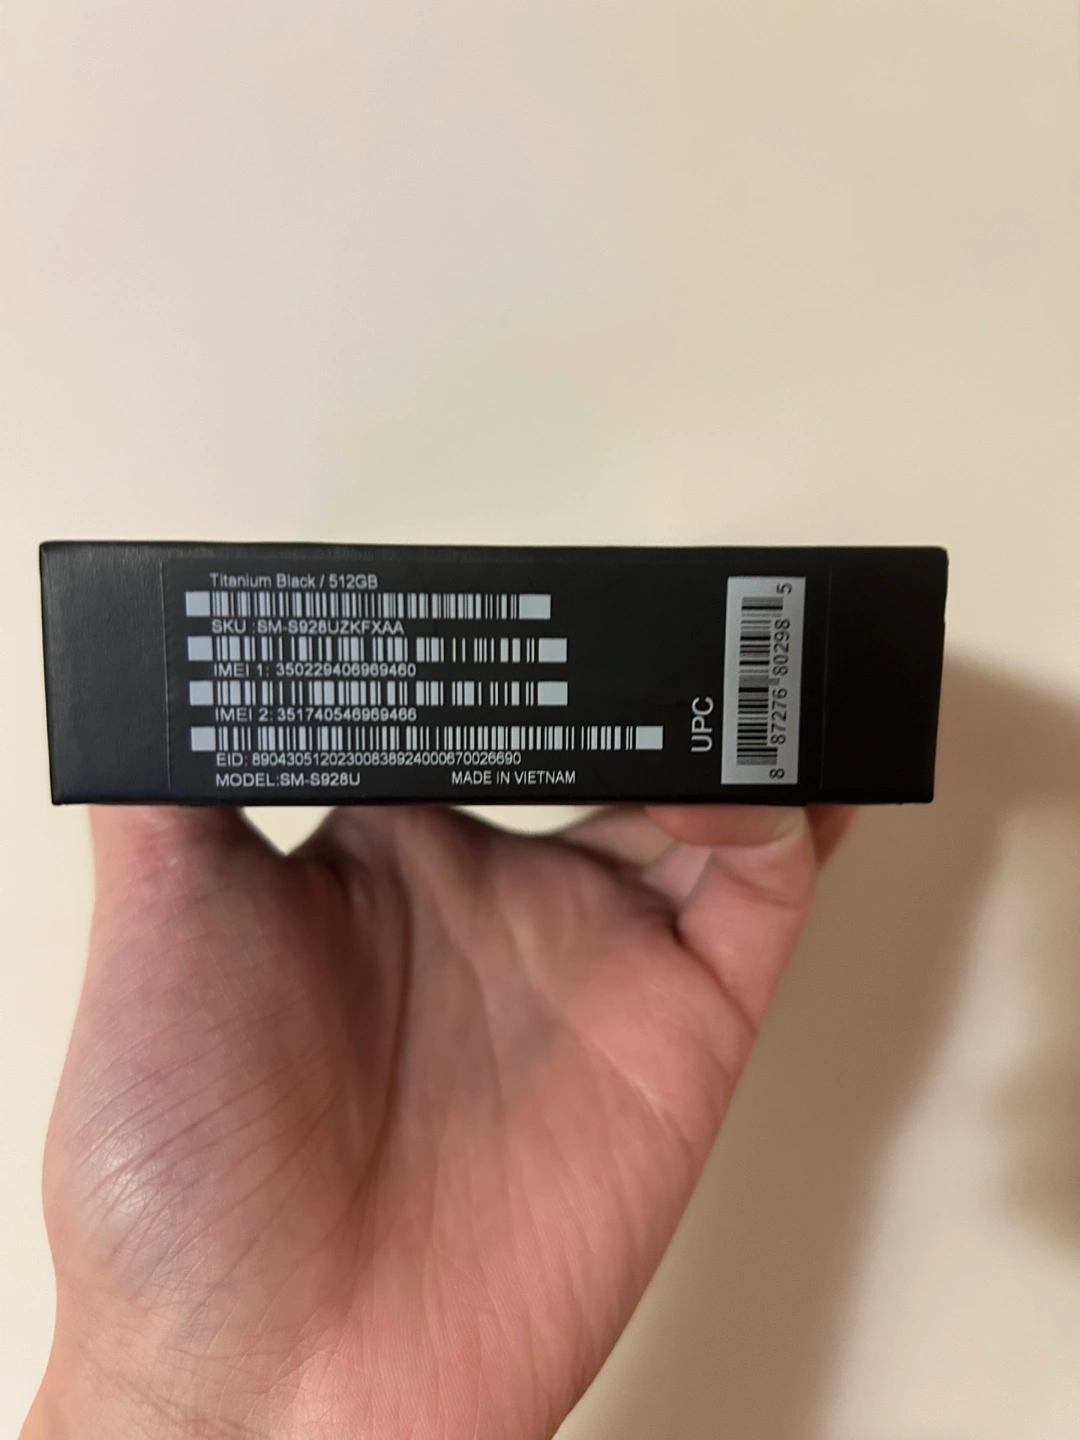 Titanium Black / 512GB
SKU :SM-S928UZKFXAA
IMEI 1: 350229406969460
IMEI 2: 351740546969466
EID: 89043051202300838924000670026690
MODEL:SM-S928U MADE IN VIETNAM
UPC
8 87276 80298 5